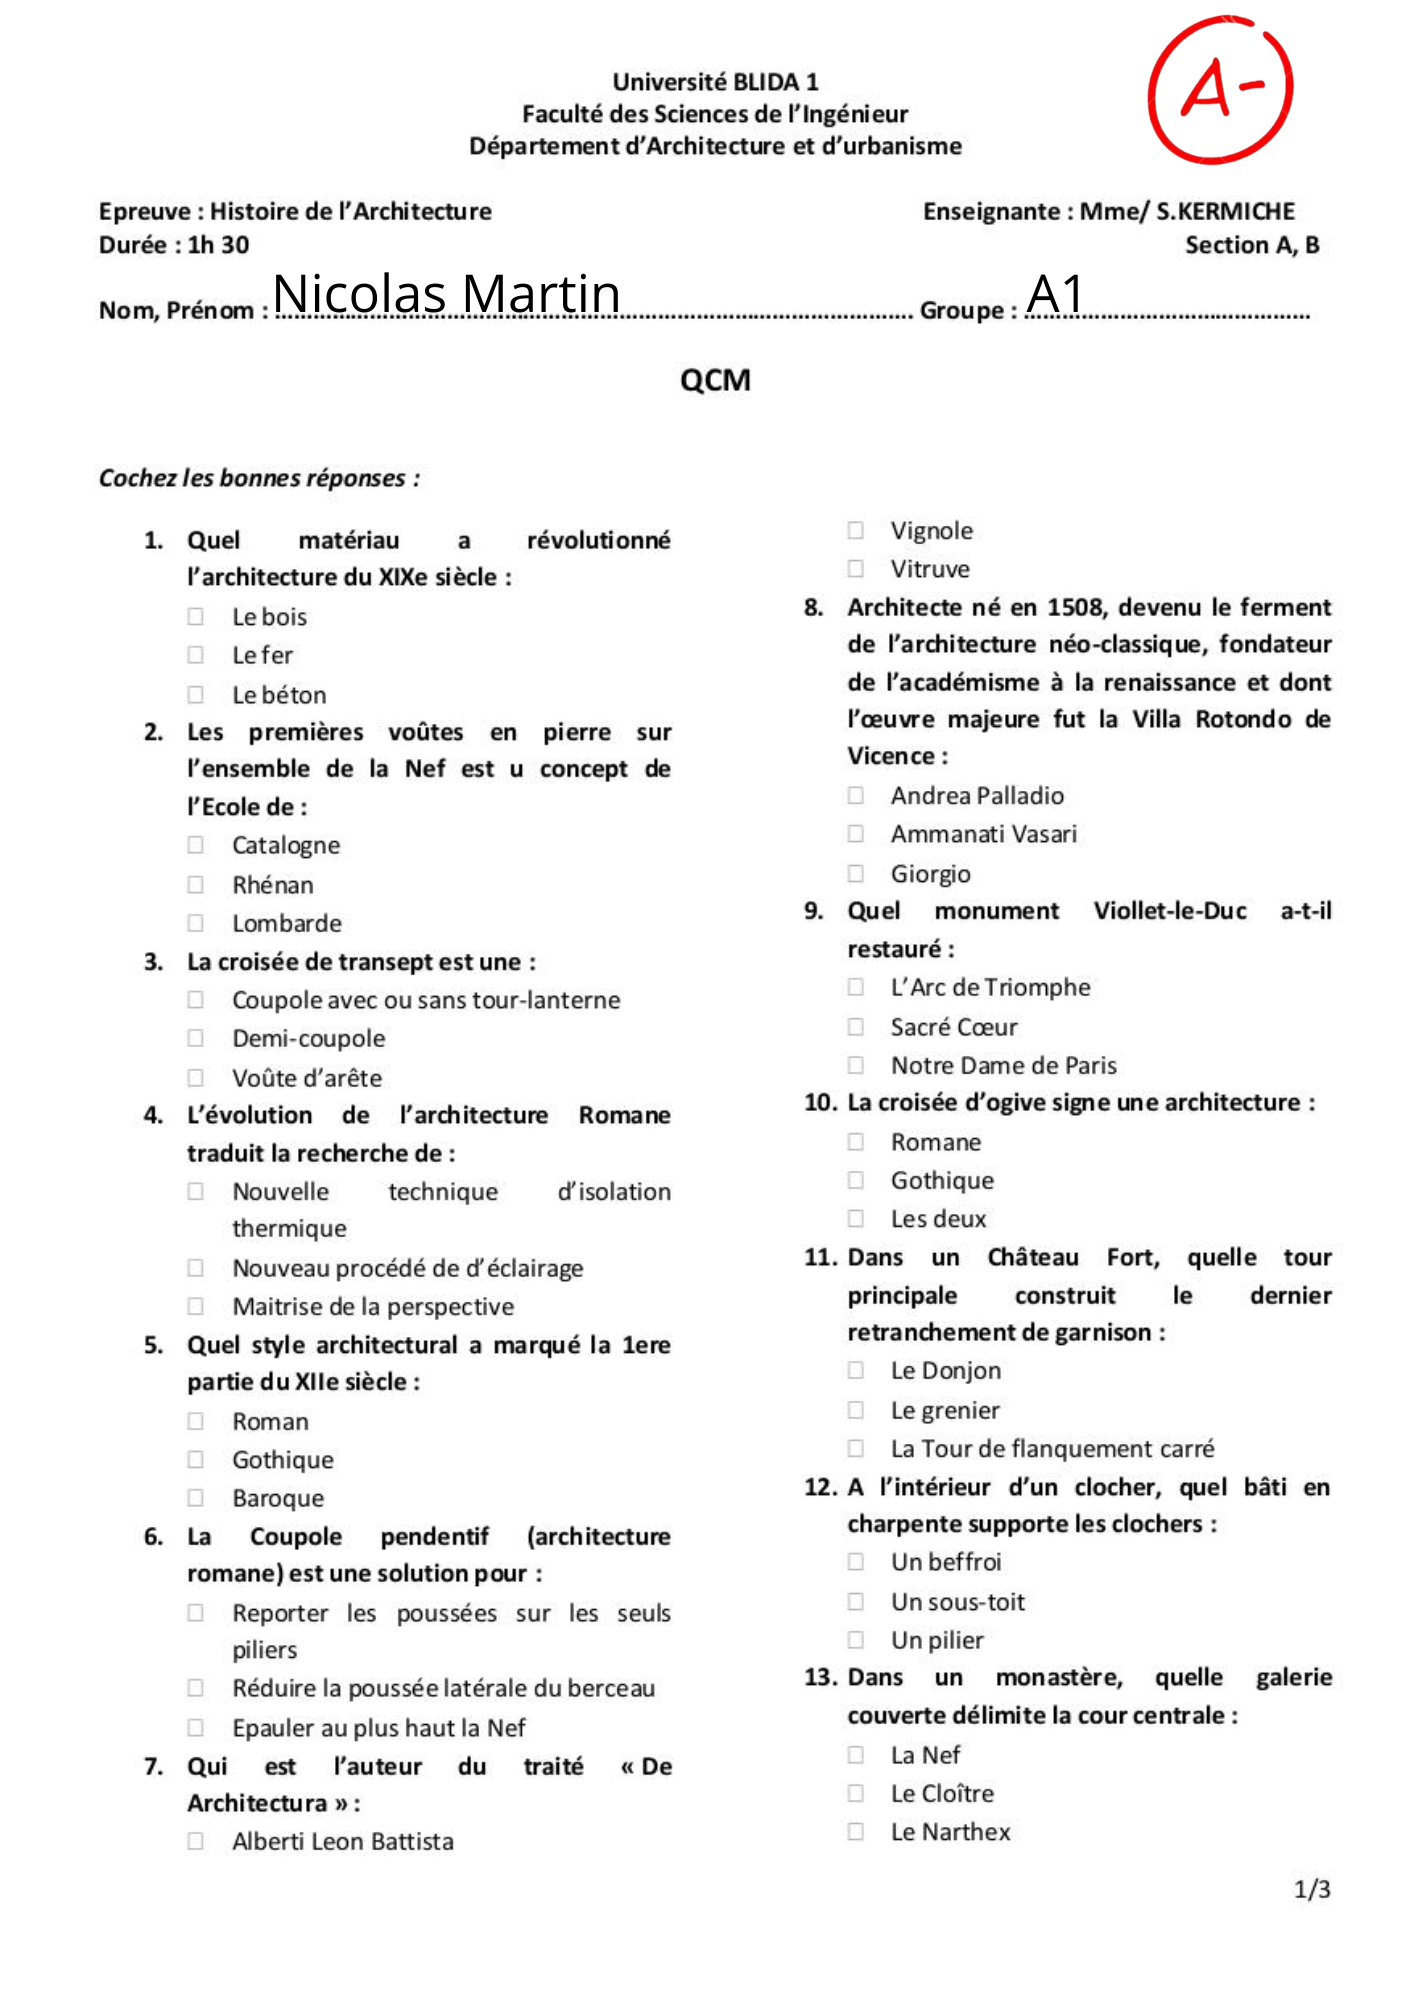 A-
Université BLIDA 1
Faculté des Sciences de l'Ingénieur
Département d'Architecture et d'urbanisme
Epreuve : Histoire de l'Architecture Enseignante : Mme/ S.KERMICHE
Durée : 1h 30 Section A, B
Nom, Prénom : Nicolas Martin Groupe : A1
QCM
Cochez les bonnes réponses :
1. Quel matériau a révolutionné
l'architecture du XIXe siècle :
☐ Le bois
☐ Le fer
☐ Le béton
2. Les premières voûtes en pierre sur
l'ensemble de la Nef est u concept de
l'Ecole de :
☐ Catalogne
☐ Rhénan
☐ Lombarde
3. La croisée de transept est une :
☐ Coupole avec ou sans tour-lanterne
☐ Demi-coupole
☐ Voûte d'arête
4. L'évolution de l'architecture Romane
traduit la recherche de :
☐ Nouvelle technique d'isolation
thermique
☐ Nouveau procédé de d'éclairage
☐ Maitrise de la perspective
5. Quel style architectural a marqué la 1ere
partie du XIIe siècle :
☐ Roman
☐ Gothique
☐ Baroque
6. La Coupole pendentif (architecture
romane) est une solution pour :
☐ Reporter les poussées sur les seuls
piliers
☐ Réduire la poussée latérale du berceau
☐ Epauler au plus haut la Nef
7. Qui est l'auteur du traité « De
Architectura » :
☐ Alberti Leon Battista
☐ Vignole
☐ Vitruve
8. Architecte né en 1508, devenu le ferment
de l'architecture néo-classique, fondateur
de l'académisme à la renaissance et dont
l'œuvre majeure fut la Villa Rotondo de
Vicence :
☐ Andrea Palladio
☐ Ammanati Vasari
☐ Giorgio
9. Quel monument Viollet-le-Duc a-t-il
restauré :
☐ L'Arc de Triomphe
☐ Sacré Cœur
☐ Notre Dame de Paris
10. La croisée d'ogive signe une architecture :
☐ Romane
☐ Gothique
☐ Les deux
11. Dans un Château Fort, quelle tour
principale construit le dernier
retranchement de garnison :
☐ Le Donjon
☐ Le grenier
☐ La Tour de flanquement carré
12. A l'intérieur d'un clocher, quel bâti en
charpente supporte les clochers :
☐ Un beffroi
☐ Un sous-toit
☐ Un pilier
13. Dans un monastère, quelle galerie
couverte délimite la cour centrale :
☐ La Nef
☐ Le Cloître
☐ Le Narthex
1/3